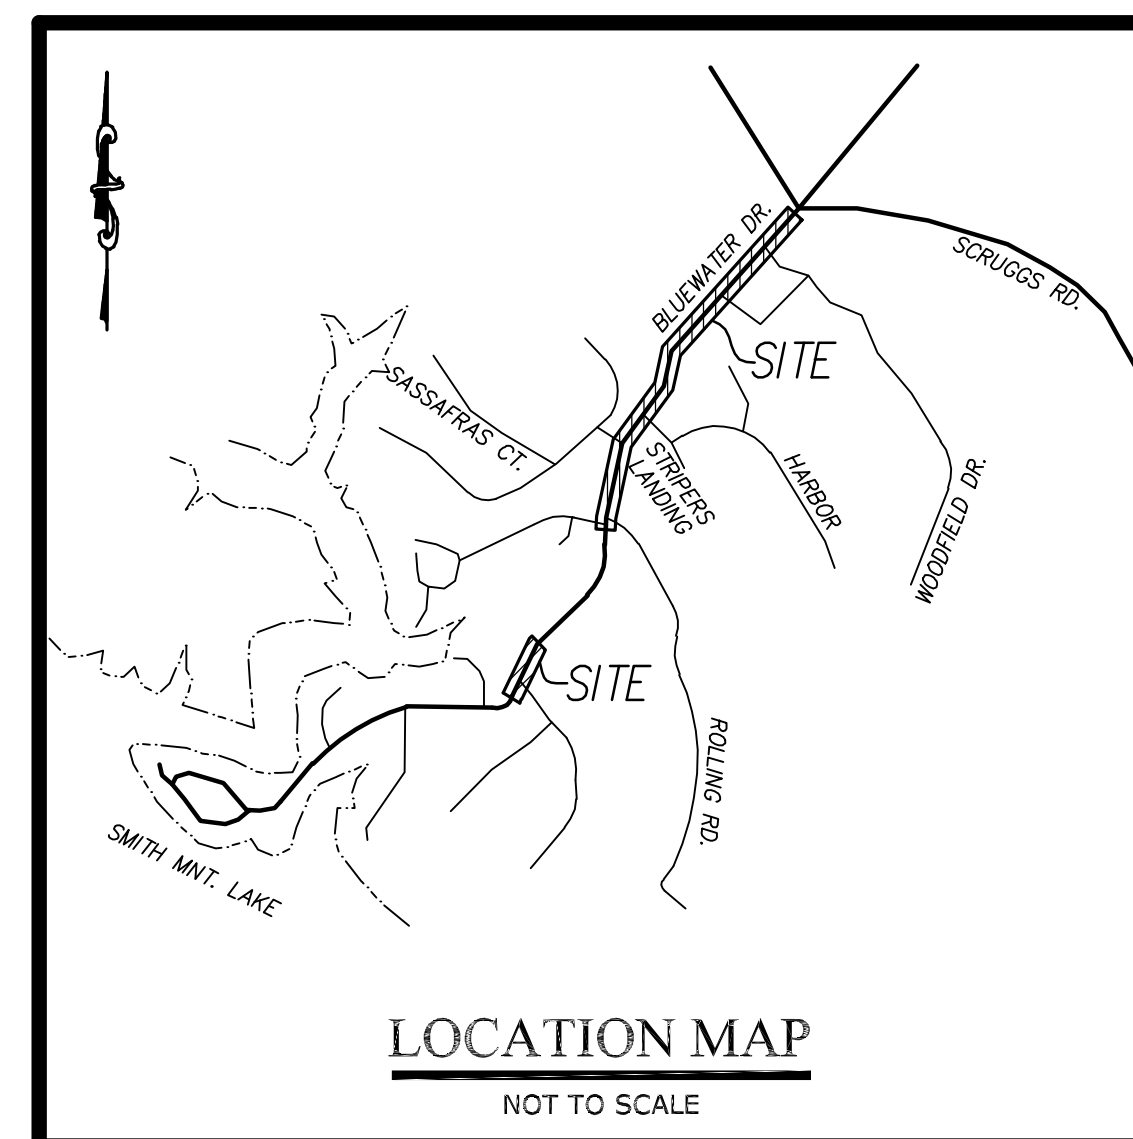 BLUEWATER DR.
SCRUGGS RD.
SITE
SASSAFRAS CT.
STRIPERS
LANDING
HARBOR
WOODFIELD DR.
SITE
ROLLING RD.
SMITH MNT. LAKE
LOCATION MAP
NOT TO SCALE